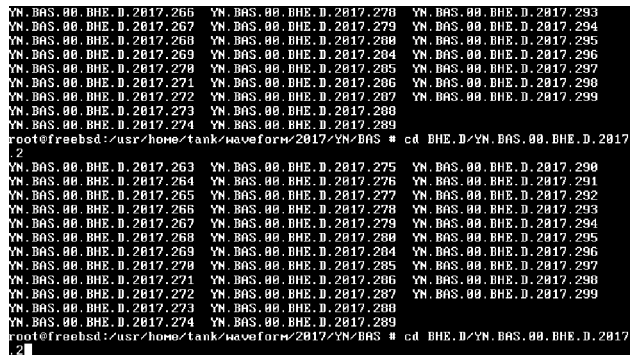 YN.BAS.00.BHE.D.2017.266 YN.BAS.00.BHE.D.2017.278 YN.BAS.00.BHE.D.2017.293
YN.BAS.00.BHE.D.2017.267 YN.BAS.00.BHE.D.2017.279 YN.BAS.00.BHE.D.2017.294
YN.BAS.00.BHE.D.2017.268 YN.BAS.00.BHE.D.2017.280 YN.BAS.00.BHE.D.2017.295
YN.BAS.00.BHE.D.2017.269 YN.BAS.00.BHE.D.2017.284 YN.BAS.00.BHE.D.2017.296
YN.BAS.00.BHE.D.2017.270 YN.BAS.00.BHE.D.2017.285 YN.BAS.00.BHE.D.2017.297
YN.BAS.00.BHE.D.2017.271 YN.BAS.00.BHE.D.2017.286 YN.BAS.00.BHE.D.2017.298
YN.BAS.00.BHE.D.2017.272 YN.BAS.00.BHE.D.2017.287 YN.BAS.00.BHE.D.2017.299
YN.BAS.00.BHE.D.2017.273 YN.BAS.00.BHE.D.2017.288
YN.BAS.00.BHE.D.2017.274 YN.BAS.00.BHE.D.2017.289
root@freebsd:/usr/home/tank/waveform/2017/YN/BAS # cd BHE.D/YN.BAS.00.BHE.D.2017
.2
YN.BAS.00.BHE.D.2017.263 YN.BAS.00.BHE.D.2017.275 YN.BAS.00.BHE.D.2017.290
YN.BAS.00.BHE.D.2017.264 YN.BAS.00.BHE.D.2017.276 YN.BAS.00.BHE.D.2017.291
YN.BAS.00.BHE.D.2017.265 YN.BAS.00.BHE.D.2017.277 YN.BAS.00.BHE.D.2017.292
YN.BAS.00.BHE.D.2017.266 YN.BAS.00.BHE.D.2017.278 YN.BAS.00.BHE.D.2017.293
YN.BAS.00.BHE.D.2017.267 YN.BAS.00.BHE.D.2017.279 YN.BAS.00.BHE.D.2017.294
YN.BAS.00.BHE.D.2017.268 YN.BAS.00.BHE.D.2017.280 YN.BAS.00.BHE.D.2017.295
YN.BAS.00.BHE.D.2017.269 YN.BAS.00.BHE.D.2017.284 YN.BAS.00.BHE.D.2017.296
YN.BAS.00.BHE.D.2017.270 YN.BAS.00.BHE.D.2017.285 YN.BAS.00.BHE.D.2017.297
YN.BAS.00.BHE.D.2017.271 YN.BAS.00.BHE.D.2017.286 YN.BAS.00.BHE.D.2017.298
YN.BAS.00.BHE.D.2017.272 YN.BAS.00.BHE.D.2017.287 YN.BAS.00.BHE.D.2017.299
YN.BAS.00.BHE.D.2017.273 YN.BAS.00.BHE.D.2017.288
YN.BAS.00.BHE.D.2017.274 YN.BAS.00.BHE.D.2017.289
root@freebsd:/usr/home/tank/waveform/2017/YN/BAS # cd BHE.D/YN.BAS.00.BHE.D.2017
.2